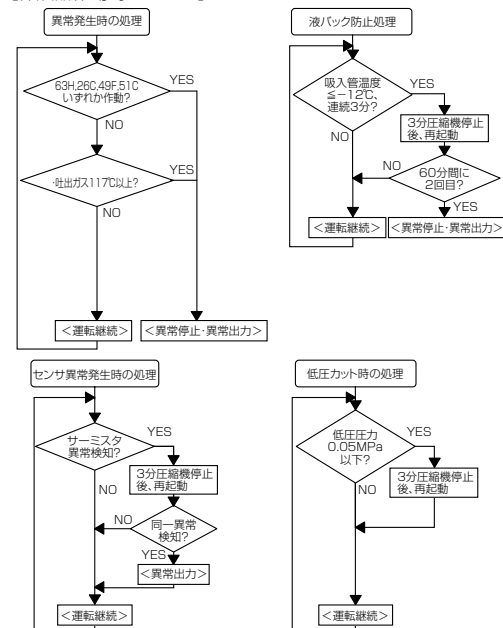 異常発生時の処理
63H,26C,49F,51C
いずれか作動?
YES
NO
・吐出ガス117℃以上?
YES
NO
<運転継続>
<異常停止・異常出力>
液バック防止処理
吸入管温度
≦−12℃、
連続3分?
YES
NO
3分圧縮機停止
後、再起動
60分間に
2回目?
NO
YES
<運転継続>
<異常停止・異常出力>
センサ異常発生時の処理
サーミスタ
異常検知?
YES
NO
3分圧縮機停止
後、再起動
同一異常
検知?
NO
YES
<異常出力>
<運転継続>
低圧カット時の処理
低圧圧力
0.05MPa
以下?
YES
NO
3分圧縮機停止
後、再起動
<運転継続>